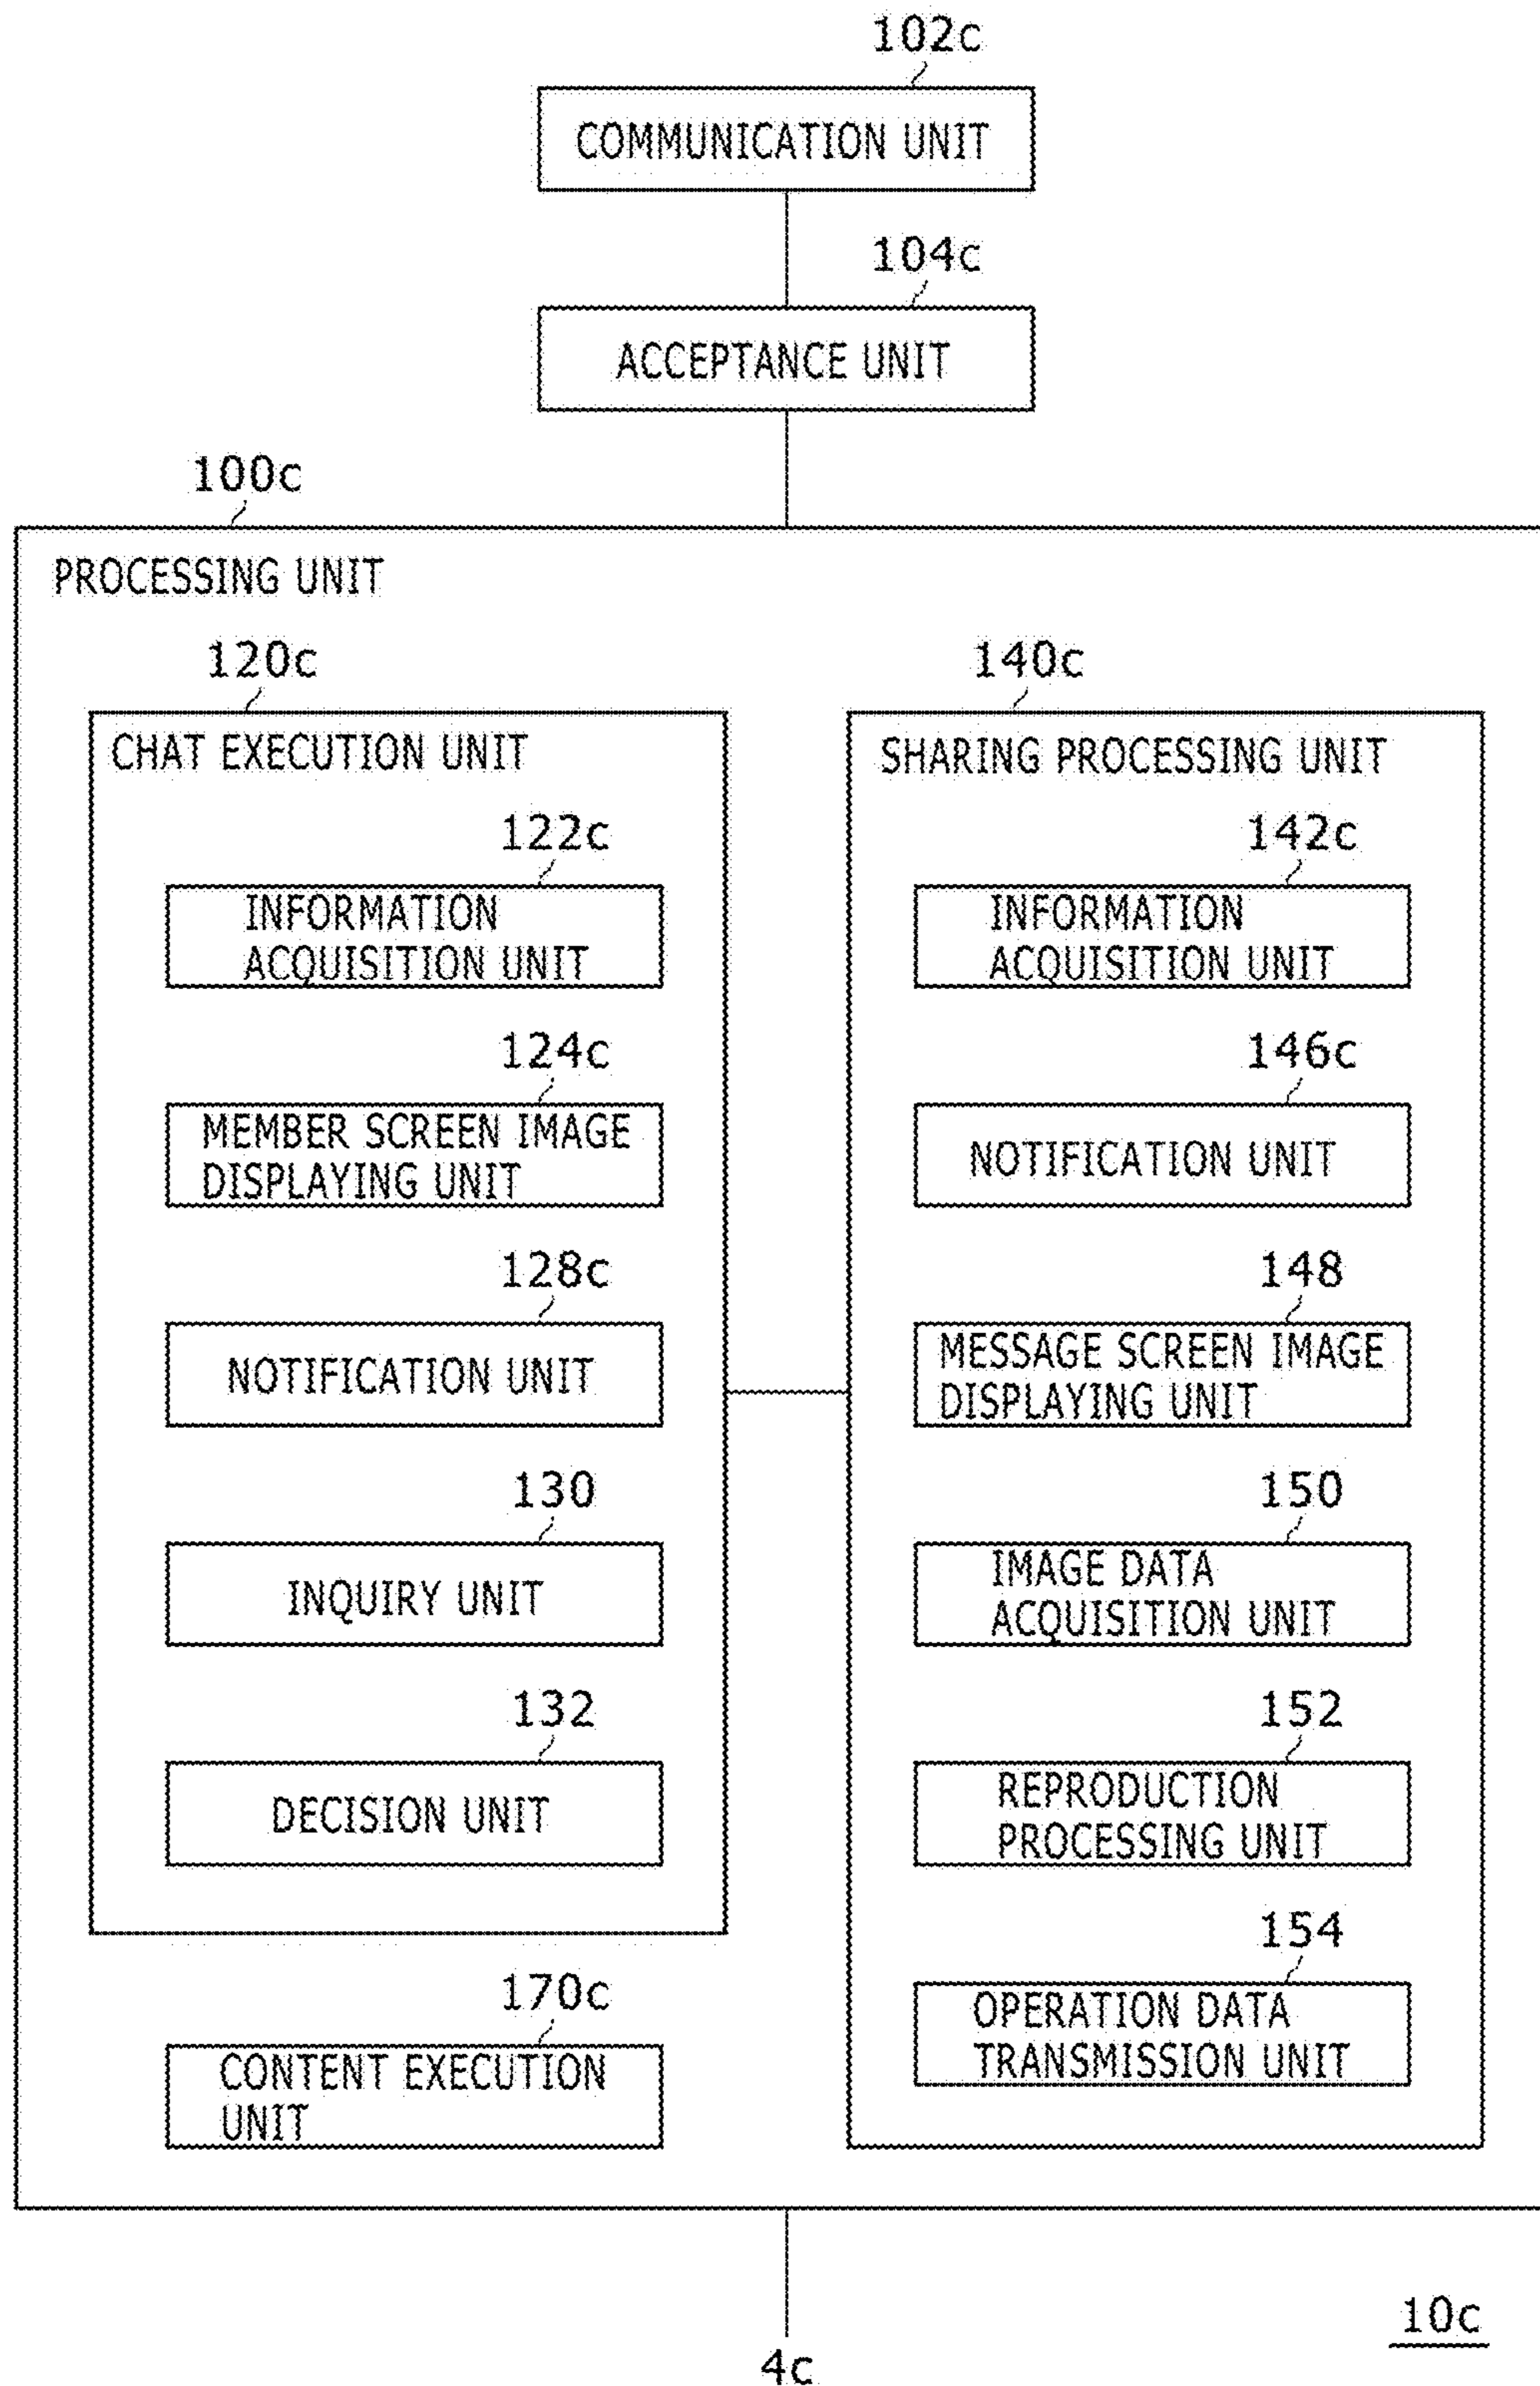 102c
COMMUNICATION UNIT
104c
ACCEPTANCE UNIT
100c
PROCESSING UNIT
120c
CHAT EXECUTION UNIT
122c
INFORMATION
ACQUISITION UNIT
124c
MEMBER SCREEN IMAGE
DISPLAYING UNIT
128c
NOTIFICATION UNIT
130
INQUIRY UNIT
132
DECISION UNIT
170c
CONTENT EXECUTION
UNIT
140c
SHARING PROCESSING UNIT
142c
INFORMATION
ACQUISITION UNIT
146c
NOTIFICATION UNIT
148
MESSAGE SCREEN IMAGE
DISPLAYING UNIT
150
IMAGE DATA
ACQUISITION UNIT
152
REPRODUCTION
PROCESSING UNIT
154
OPERATION DATA
TRANSMISSION UNIT
4c
10c